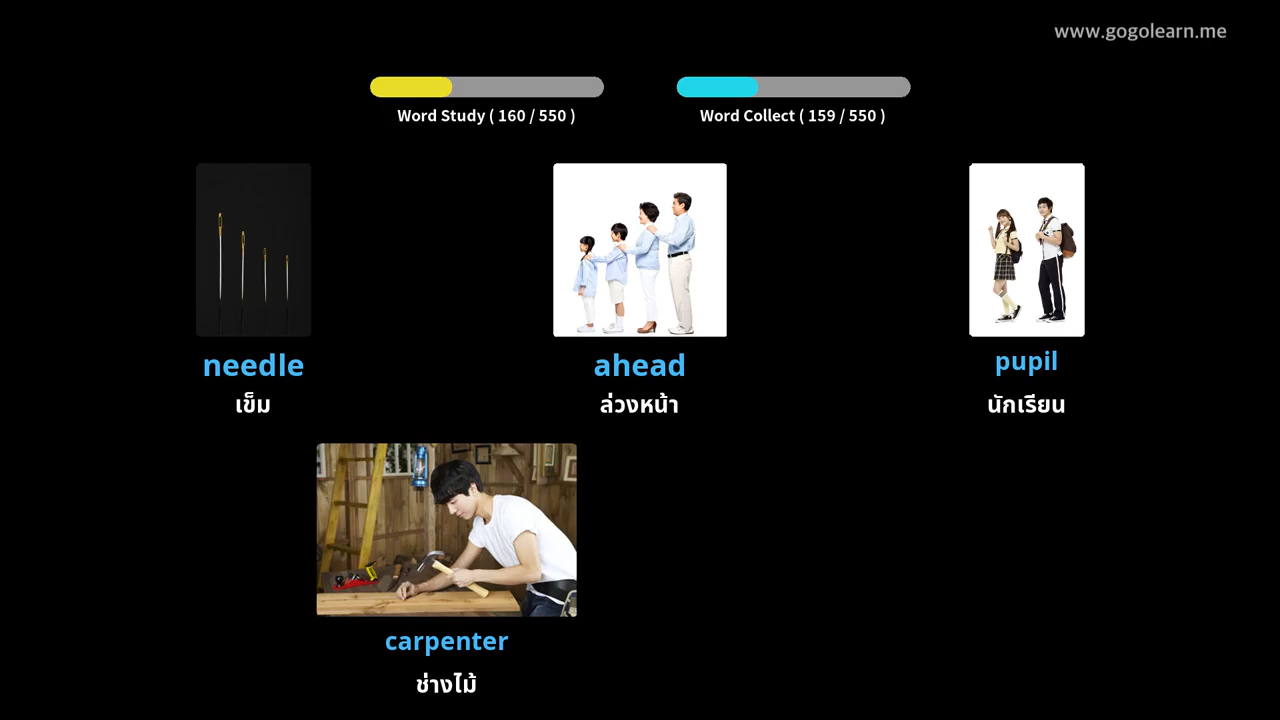 www.gogolearn.me
Word Study ( 160 / 550 )
Word Collect ( 159 / 550 )
needle
เข็ม
ahead
ล่วงหน้า
pupil
นักเรียน
carpenter
ช่างไม้